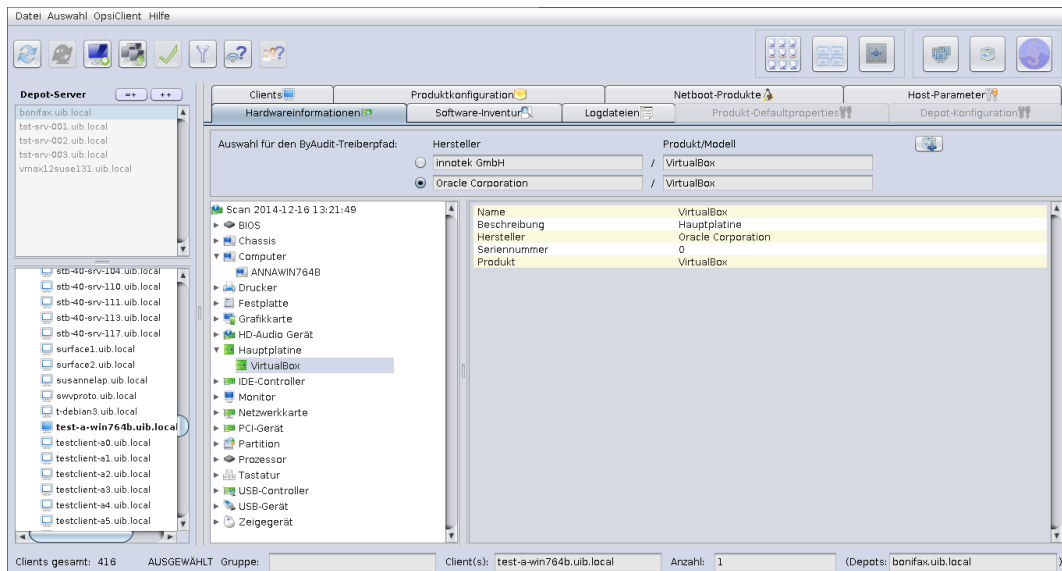 Datei Auswahl OpsiClient Hilfe
Depot-Server =+ ++
bonifax.uib.local
tst-srv-001.uib.local
tst-srv-002.uib.local
tst-srv-003.uib.local
vmax12suse131.uib.local
stb-40-srv-104.uib.local
stb-40-srv-110.uib.local
stb-40-srv-111.uib.local
stb-40-srv-113.uib.local
stb-40-srv-117.uib.local
surface1.uib.local
surface2.uib.local
susannelap.uib.local
swvproto.uib.local
t-debian3.uib.local
test-a-win764b.uib.local
testclient-a0.uib.local
testclient-a1.uib.local
testclient-a2.uib.local
testclient-a3.uib.local
testclient-a4.uib.local
testclient-a5.uib.local
Clients Produktkonfiguration Netboot-Produkte Host-Parameter
Hardwareinformationen Software-Inventur Logdateien Produkt-Defaultproperties Depot-Konfiguration
Auswahl für den ByAudit-Treiberpfad: Hersteller Produkt/Modell
innotek GmbH / VirtualBox
Oracle Corporation / VirtualBox
Scan 2014-12-16 13:21:49
BIOS
Chassis
Computer
ANNAWIN764B
Drucker
Festplatte
Grafikkarte
HD-Audio Gerät
Hauptplatine
VirtualBox
IDE-Controller
Monitor
Netzwerkkarte
PCI-Gerät
Partition
Prozessor
Tastatur
USB-Controller
USB-Gerät
Zeigegerät
Name VirtualBox
Beschreibung Hauptplatine
Hersteller Oracle Corporation
Seriennummer 0
Produkt VirtualBox
Clients gesamt: 416 AUSGEWÄHLT Gruppe: Client(s): test-a-win764b.uib.local Anzahl: 1 (Depots: bonifax.uib.local )